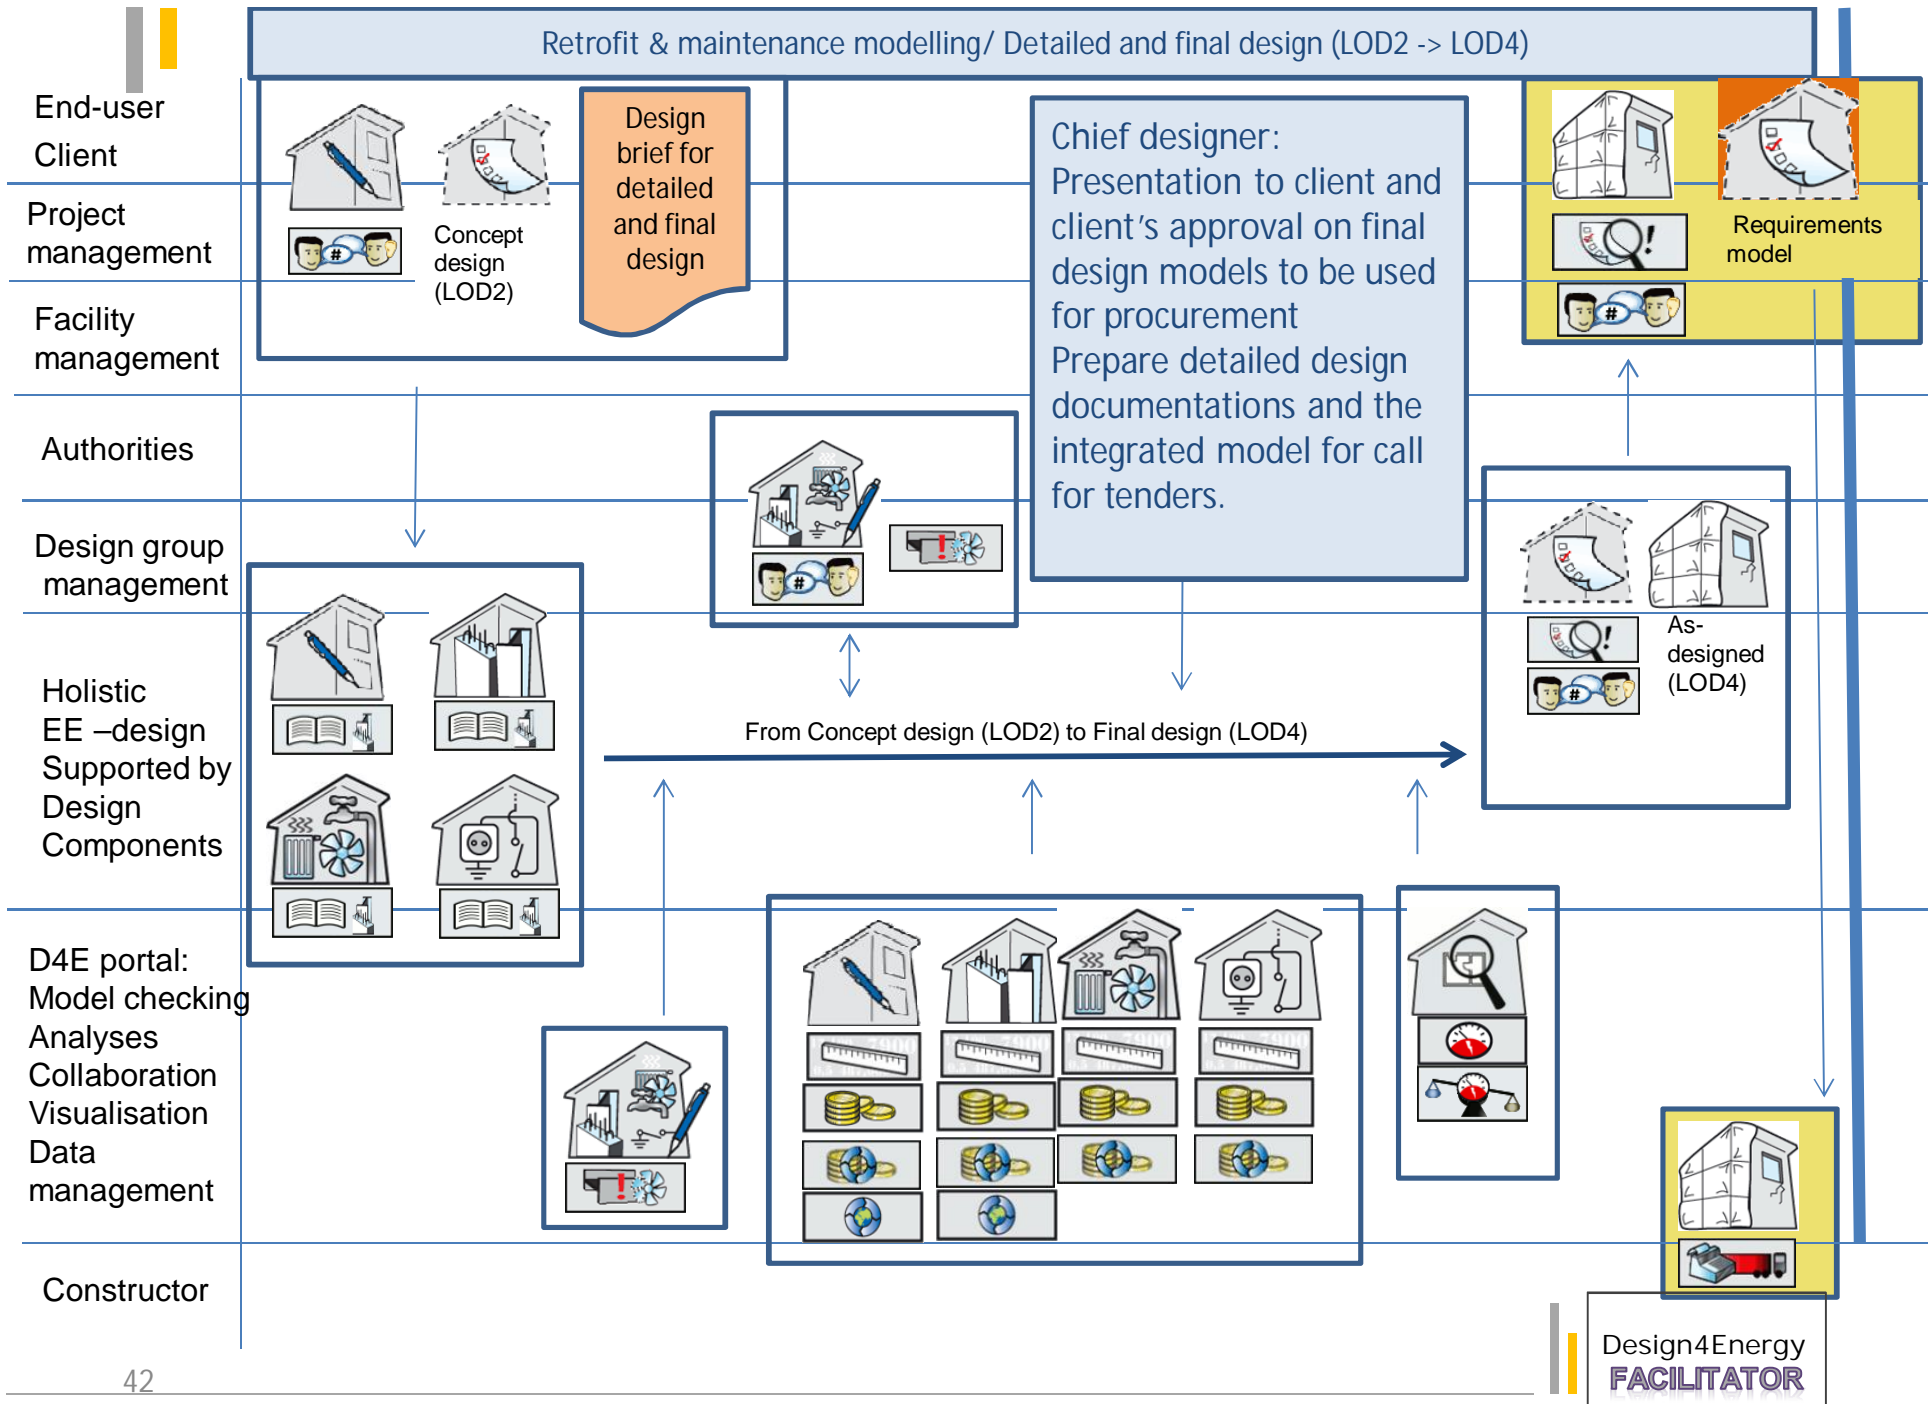 Retrofit & maintenance modelling/ Detailed and final design (LOD2 -> LOD4)
End-user
Client
Project
management
Facility
management
Authorities
Design group
management
Holistic
EE –design
Supported by
Design
Components
D4E portal:
Model checking
Analyses
Collaboration
Visualisation
Data
management
Constructor
#
Concept
design
(LOD2)
Design
brief for
detailed
and final
design
Chief designer:
Presentation to client and
client’s approval on final
design models to be used
for procurement
Prepare detailed design
documentations and the
integrated model for call
for tenders.
!
Requirements
model
#
!
#
!
As-
designed
(LOD4)
#
From Concept design (LOD2) to Final design (LOD4)
!
7900
7900
7900
7900
Design4Energy
FACILITATOR
42